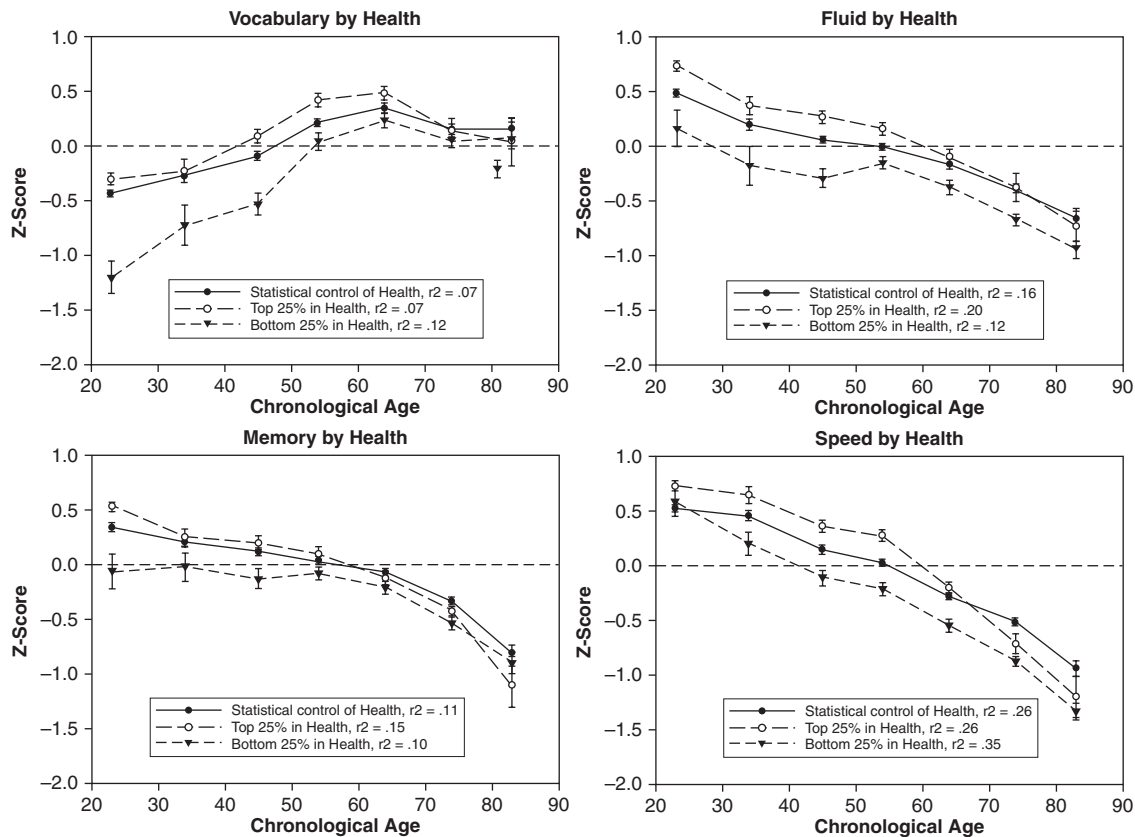 Vocabulary by Health
1.0
0.5
0.0
−0.5
−1.0
−1.5
−2.0
Z-Score
Statistical control of Health, r2 = .07
Top 25% in Health, r2 = .07
Bottom 25% in Health, r2 = .12
20 30 40 50 60 70 80 90
Chronological Age
Fluid by Health
1.0
0.5
0.0
−0.5
−1.0
−1.5
−2.0
Z-Score
Statistical control of Health, r2 = .16
Top 25% in Health, r2 = .20
Bottom 25% in Health, r2 = .12
20 30 40 50 60 70 80 90
Chronological Age
Memory by Health
1.0
0.5
0.0
−0.5
−1.0
−1.5
−2.0
Z-Score
Statistical control of Health, r2 = .11
Top 25% in Health, r2 = .15
Bottom 25% in Health, r2 = .10
20 30 40 50 60 70 80 90
Chronological Age
Speed by Health
1.0
0.5
0.0
−0.5
−1.0
−1.5
−2.0
Z-Score
Statistical control of Health, r2 = .26
Top 25% in Health, r2 = .26
Bottom 25% in Health, r2 = .35
20 30 40 50 60 70 80 90
Chronological Age